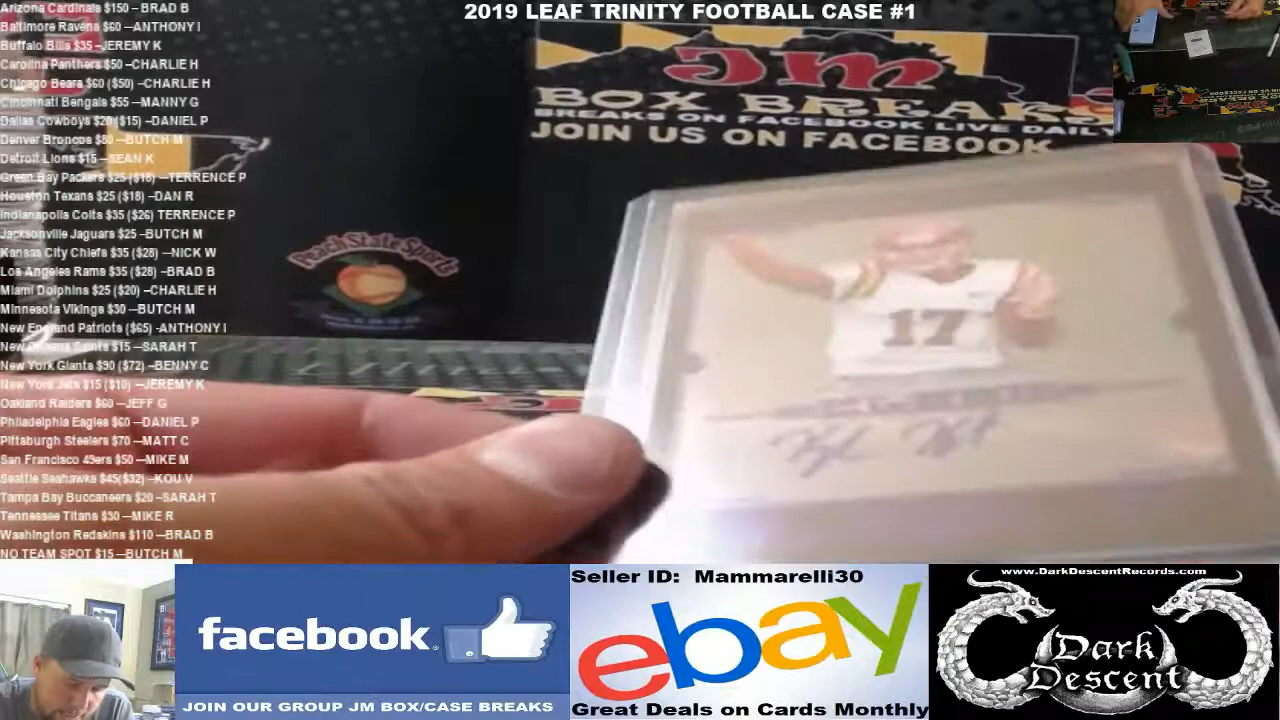 2019 LEAF TRINITY FOOTBALL CASE #1
Arizona Cardinals $150 – BRAD B
Baltimore Ravens $60 –ANTHONY I
Buffalo Bills $35 –JEREMY K
Carolina Panthers $50 –CHARLIE H
Chicago Bears $60 ($50) –CHARLIE H
Cincinnati Bengals $55 –MANNY G
Dallas Cowboys $20 ($15) –DANIEL P
Denver Broncos $80 –BUTCH M
Detroit Lions $15 –SEAN K
Green Bay Packers $25 ($18) –TERRENCE P
Houston Texans $25 ($18) –DAN R
Indianapolis Colts $35 ($26) TERRENCE P
Jacksonville Jaguars $25 –BUTCH M
Kansas City Chiefs $35 ($28) –NICK W
Los Angeles Rams $35 ($28) –BRAD B
Miami Dolphins $25 ($20) –CHARLIE H
Minnesota Vikings $30 –BUTCH M
New England Patriots ($65) -ANTHONY I
New Orleans Saints $15 –SARAH T
New York Giants $90 ($72) –BENNY C
New York Jets $15 ($10) –JEREMY K
Oakland Raiders $60 –JEFF G
Philadelphia Eagles $60 –DANIEL P
Pittsburgh Steelers $70 –MATT C
San Francisco 49ers $50 –MIKE M
Seattle Seahawks $45($32) –KOU V
Tampa Bay Buccaneers $20 –SARAH T
Tennessee Titans $30 –MIKE R
Washington Redskins $110 –BRAD B
NO TEAM SPOT $15 –BUTCH M
JM
BOX BREAKS
BREAKS ON FACEBOOK LIVE DAILY
JOIN US ON FACEBOOK
PeachStateSports
17
facebook
JOIN OUR GROUP JM BOX/CASE BREAKS
Seller ID: Mammarelli30
ebay
Great Deals on Cards Monthly
www.DarkDescentRecords.com
Dark
Descent